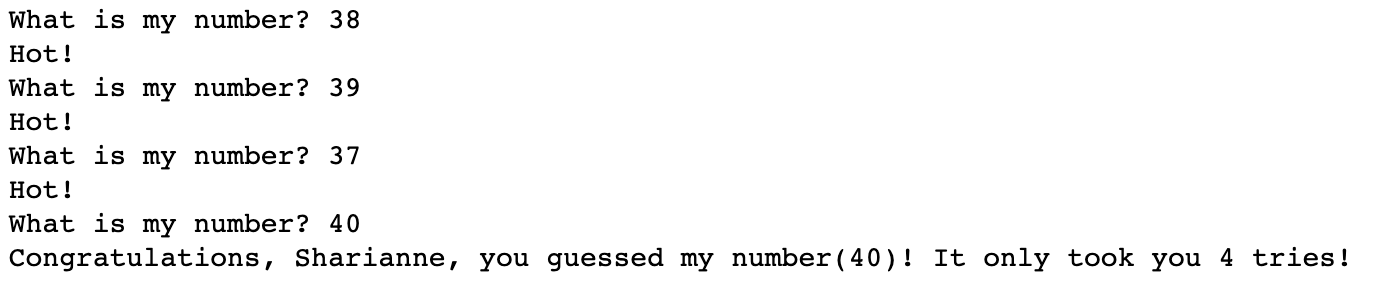 What is my number? 38
Hot!
What is my number? 39
Hot!
What is my number? 37
Hot!
What is my number? 40
Congratulations, Sharianne, you guessed my number(40)! It only took you 4 tries!